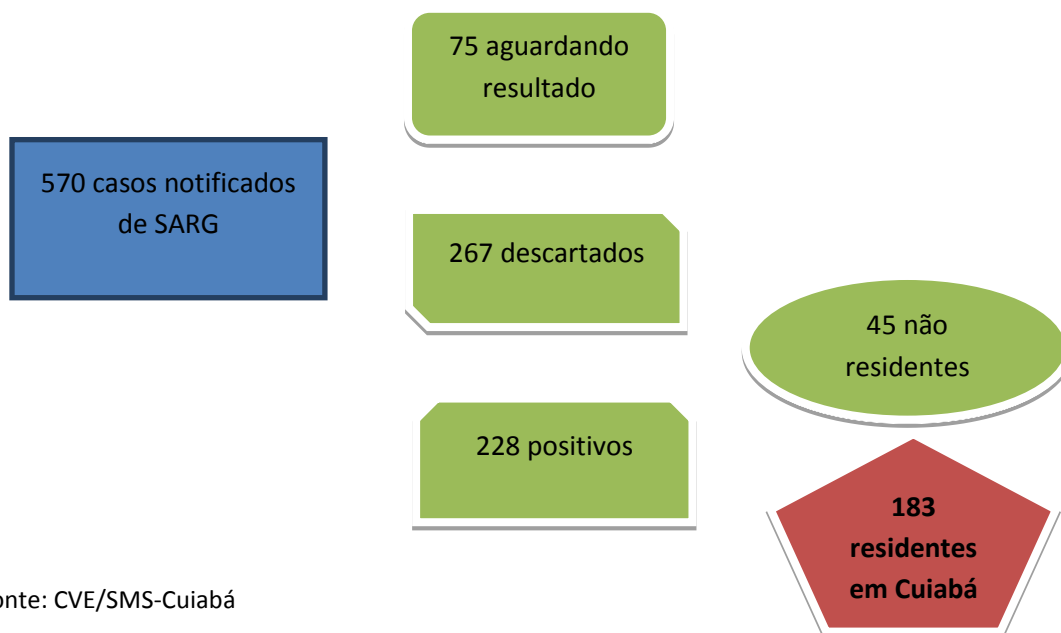 75 aguardando
resultado
570 casos notificados
de SARG
267 descartados
45 não
residentes
228 positivos
183
residentes
em Cuiabá
onte: CVE/SMS-Cuiabá